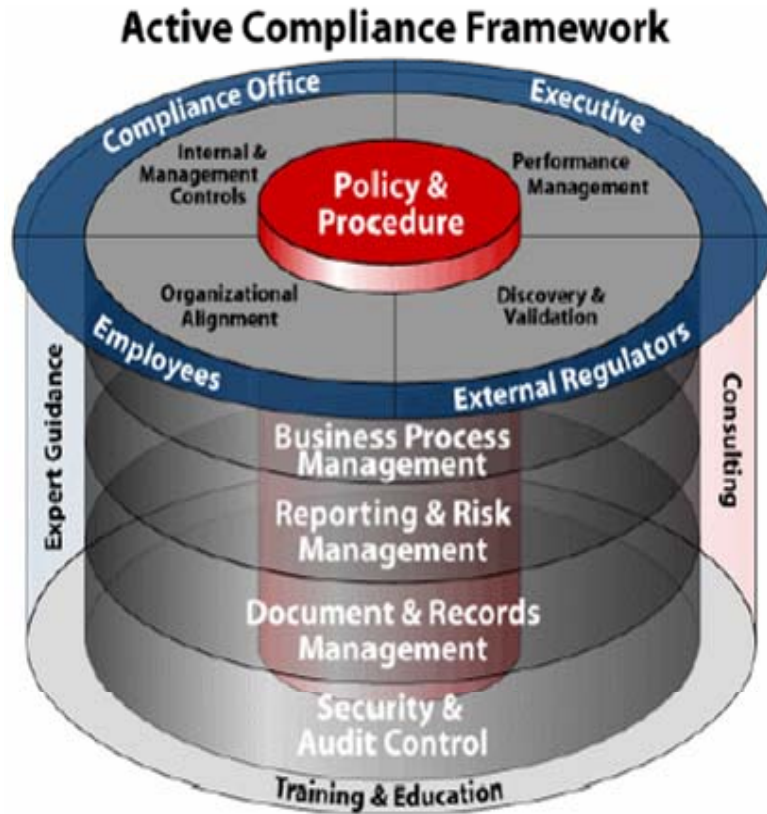 Active Compliance Framework
Compliance Office
Executive
Internal &
Management
Controls
Performance
Management
Policy &
Procedure
Organizational
Alignment
Discovery &
Validation
Employees
External Regulators
Expert Guidance
Consulting
Business Process
Management
Reporting & Risk
Management
Document & Records
Management
Security &
Audit Control
Training & Education